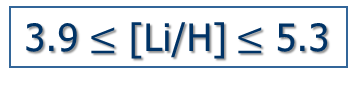 3.9 ≤ [Li/H] ≤ 5.3